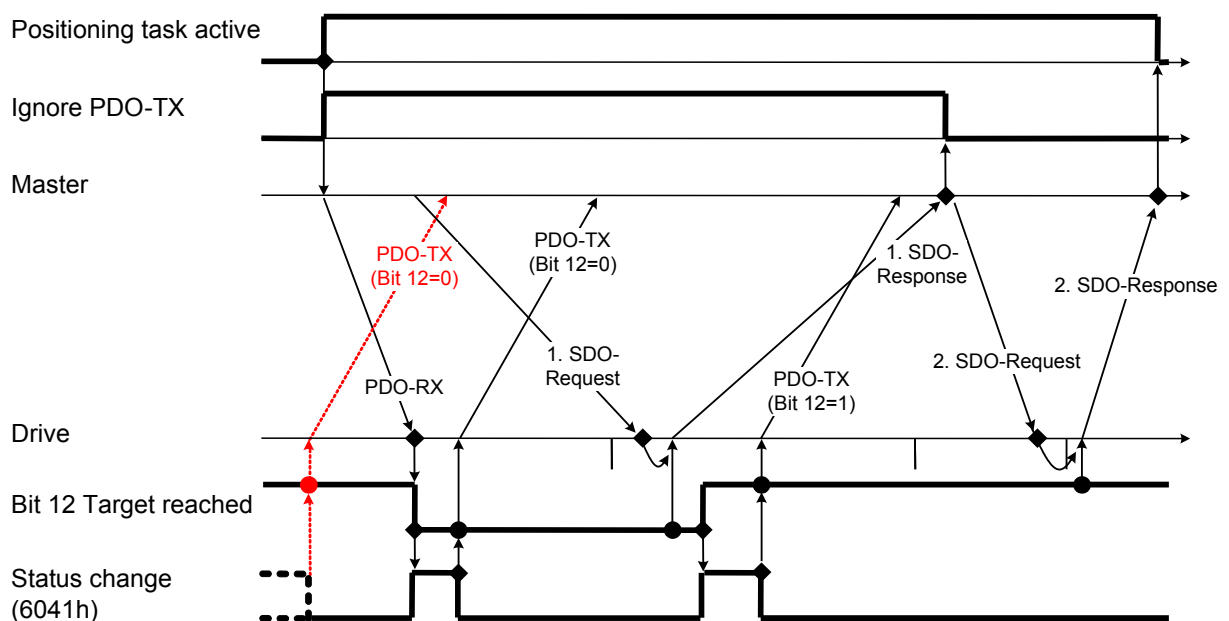 Positioning task active
Ignore PDO-TX
Master
PDO-TX
(Bit 12=0)
PDO-TX
(Bit 12=0)
1. SDO-
Response
2. SDO-Response
1. SDO-
Request
2. SDO-Request
PDO-RX
PDO-TX
(Bit 12=1)
Drive
Bit 12 Target reached
Status change
(6041h)